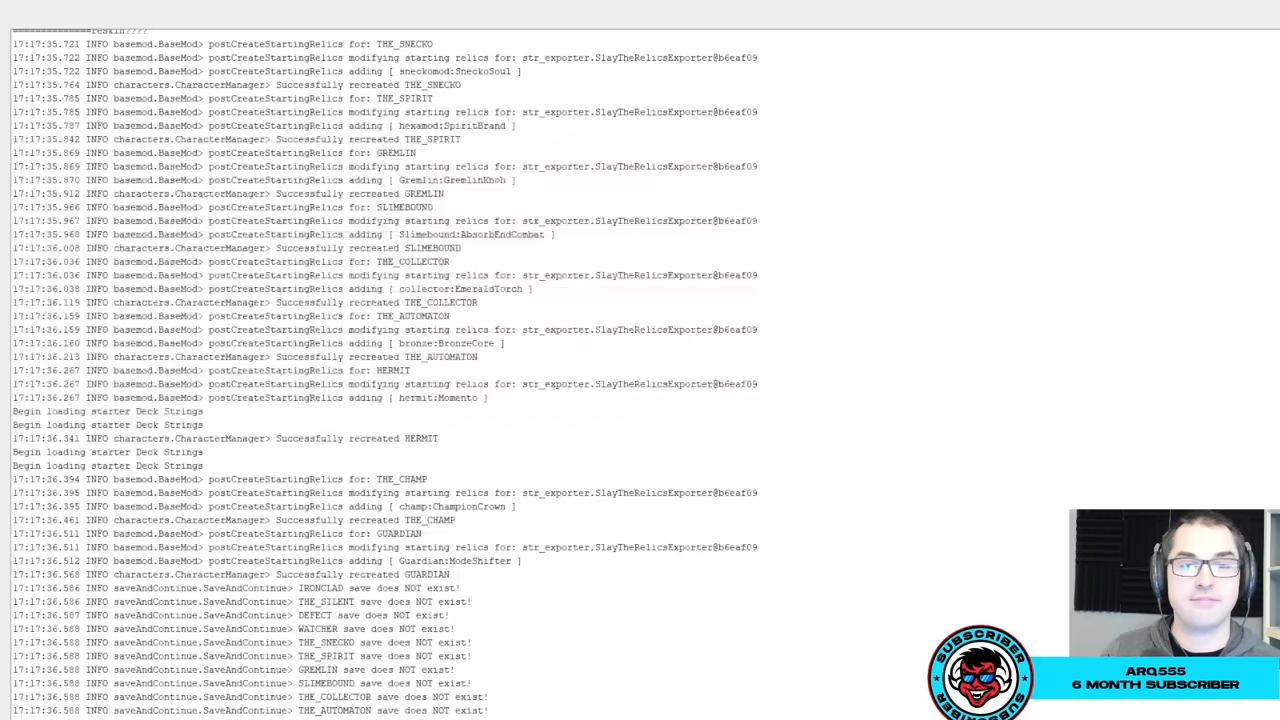 ==============reskin????
17:17:35.721 INFO basemod.BaseMod> postCreateStartingRelics for: THE_SNECKO
17:17:35.722 INFO basemod.BaseMod> postCreateStartingRelics modifying starting relics for: str_exporter.SlayTheRelicsExporter@b6eaf09
17:17:35.722 INFO basemod.BaseMod> postCreateStartingRelics adding [ sneckomod:SneckoSoul ]
17:17:35.764 INFO characters.CharacterManager> Successfully recreated THE_SNECKO
17:17:35.785 INFO basemod.BaseMod> postCreateStartingRelics for: THE_SPIRIT
17:17:35.785 INFO basemod.BaseMod> postCreateStartingRelics modifying starting relics for: str_exporter.SlayTheRelicsExporter@b6eaf09
17:17:35.787 INFO basemod.BaseMod> postCreateStartingRelics adding [ hexamod:SpiritBrand ]
17:17:35.842 INFO characters.CharacterManager> Successfully recreated THE_SPIRIT
17:17:35.869 INFO basemod.BaseMod> postCreateStartingRelics for: GREMLIN
17:17:35.869 INFO basemod.BaseMod> postCreateStartingRelics modifying starting relics for: str_exporter.SlayTheRelicsExporter@b6eaf09
17:17:35.870 INFO basemod.BaseMod> postCreateStartingRelics adding [ Gremlin:GremlinKnob ]
17:17:35.912 INFO characters.CharacterManager> Successfully recreated GREMLIN
17:17:35.966 INFO basemod.BaseMod> postCreateStartingRelics for: SLIMEBOUND
17:17:35.967 INFO basemod.BaseMod> postCreateStartingRelics modifying starting relics for: str_exporter.SlayTheRelicsExporter@b6eaf09
17:17:35.968 INFO basemod.BaseMod> postCreateStartingRelics adding [ Slimebound:AbsorbEndCombat ]
17:17:36.008 INFO characters.CharacterManager> Successfully recreated SLIMEBOUND
17:17:36.036 INFO basemod.BaseMod> postCreateStartingRelics for: THE_COLLECTOR
17:17:36.036 INFO basemod.BaseMod> postCreateStartingRelics modifying starting relics for: str_exporter.SlayTheRelicsExporter@b6eaf09
17:17:36.038 INFO basemod.BaseMod> postCreateStartingRelics adding [ collector:EmeraldTorch ]
17:17:36.119 INFO characters.CharacterManager> Successfully recreated THE_COLLECTOR
17:17:36.159 INFO basemod.BaseMod> postCreateStartingRelics for: THE_AUTOMATON
17:17:36.159 INFO basemod.BaseMod> postCreateStartingRelics modifying starting relics for: str_exporter.SlayTheRelicsExporter@b6eaf09
17:17:36.160 INFO basemod.BaseMod> postCreateStartingRelics adding [ bronze:BronzeCore ]
17:17:36.213 INFO characters.CharacterManager> Successfully recreated THE_AUTOMATON
17:17:36.267 INFO basemod.BaseMod> postCreateStartingRelics for: HERMIT
17:17:36.267 INFO basemod.BaseMod> postCreateStartingRelics modifying starting relics for: str_exporter.SlayTheRelicsExporter@b6eaf09
17:17:36.267 INFO basemod.BaseMod> postCreateStartingRelics adding [ hermit:Momento ]
Begin loading starter Deck Strings
Begin loading starter Deck Strings
17:17:36.341 INFO characters.CharacterManager> Successfully recreated HERMIT
Begin loading starter Deck Strings
Begin loading starter Deck Strings
17:17:36.394 INFO basemod.BaseMod> postCreateStartingRelics for: THE_CHAMP
17:17:36.395 INFO basemod.BaseMod> postCreateStartingRelics modifying starting relics for: str_exporter.SlayTheRelicsExporter@b6eaf09
17:17:36.395 INFO basemod.BaseMod> postCreateStartingRelics adding [ champ:ChampionCrown ]
17:17:36.461 INFO characters.CharacterManager> Successfully recreated THE_CHAMP
17:17:36.511 INFO basemod.BaseMod> postCreateStartingRelics for: GUARDIAN
17:17:36.511 INFO basemod.BaseMod> postCreateStartingRelics modifying starting relics for: str_exporter.SlayTheRelicsExporter@b6eaf09
17:17:36.512 INFO basemod.BaseMod> postCreateStartingRelics adding [ Guardian:ModeShifter ]
17:17:36.568 INFO characters.CharacterManager> Successfully recreated GUARDIAN
17:17:36.586 INFO saveAndContinue.SaveAndContinue> IRONCLAD save does NOT exist!
17:17:36.586 INFO saveAndContinue.SaveAndContinue> THE_SILENT save does NOT exist!
17:17:36.587 INFO saveAndContinue.SaveAndContinue> DEFECT save does NOT exist!
17:17:36.588 INFO saveAndContinue.SaveAndContinue> WATCHER save does NOT exist!
17:17:36.588 INFO saveAndContinue.SaveAndContinue> THE_SNECKO save does NOT exist!
17:17:36.588 INFO saveAndContinue.SaveAndContinue> THE_SPIRIT save does NOT exist!
17:17:36.588 INFO saveAndContinue.SaveAndContinue> GREMLIN save does NOT exist!
17:17:36.588 INFO saveAndContinue.SaveAndContinue> SLIMEBOUND save does NOT exist!
17:17:36.588 INFO saveAndContinue.SaveAndContinue> THE_COLLECTOR save does NOT exist!
17:17:36.588 INFO saveAndContinue.SaveAndContinue> THE_AUTOMATON save does NOT exist!
SUBSCRIBER
SUBSCRIBER
ARQ555
6 MONTH SUBSCRIBER